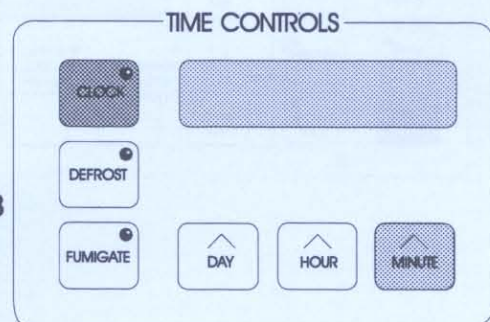 TIME CONTROLS
CLOCK
DEFROST
FUMIGATE
DAY
HOUR
MINUTE